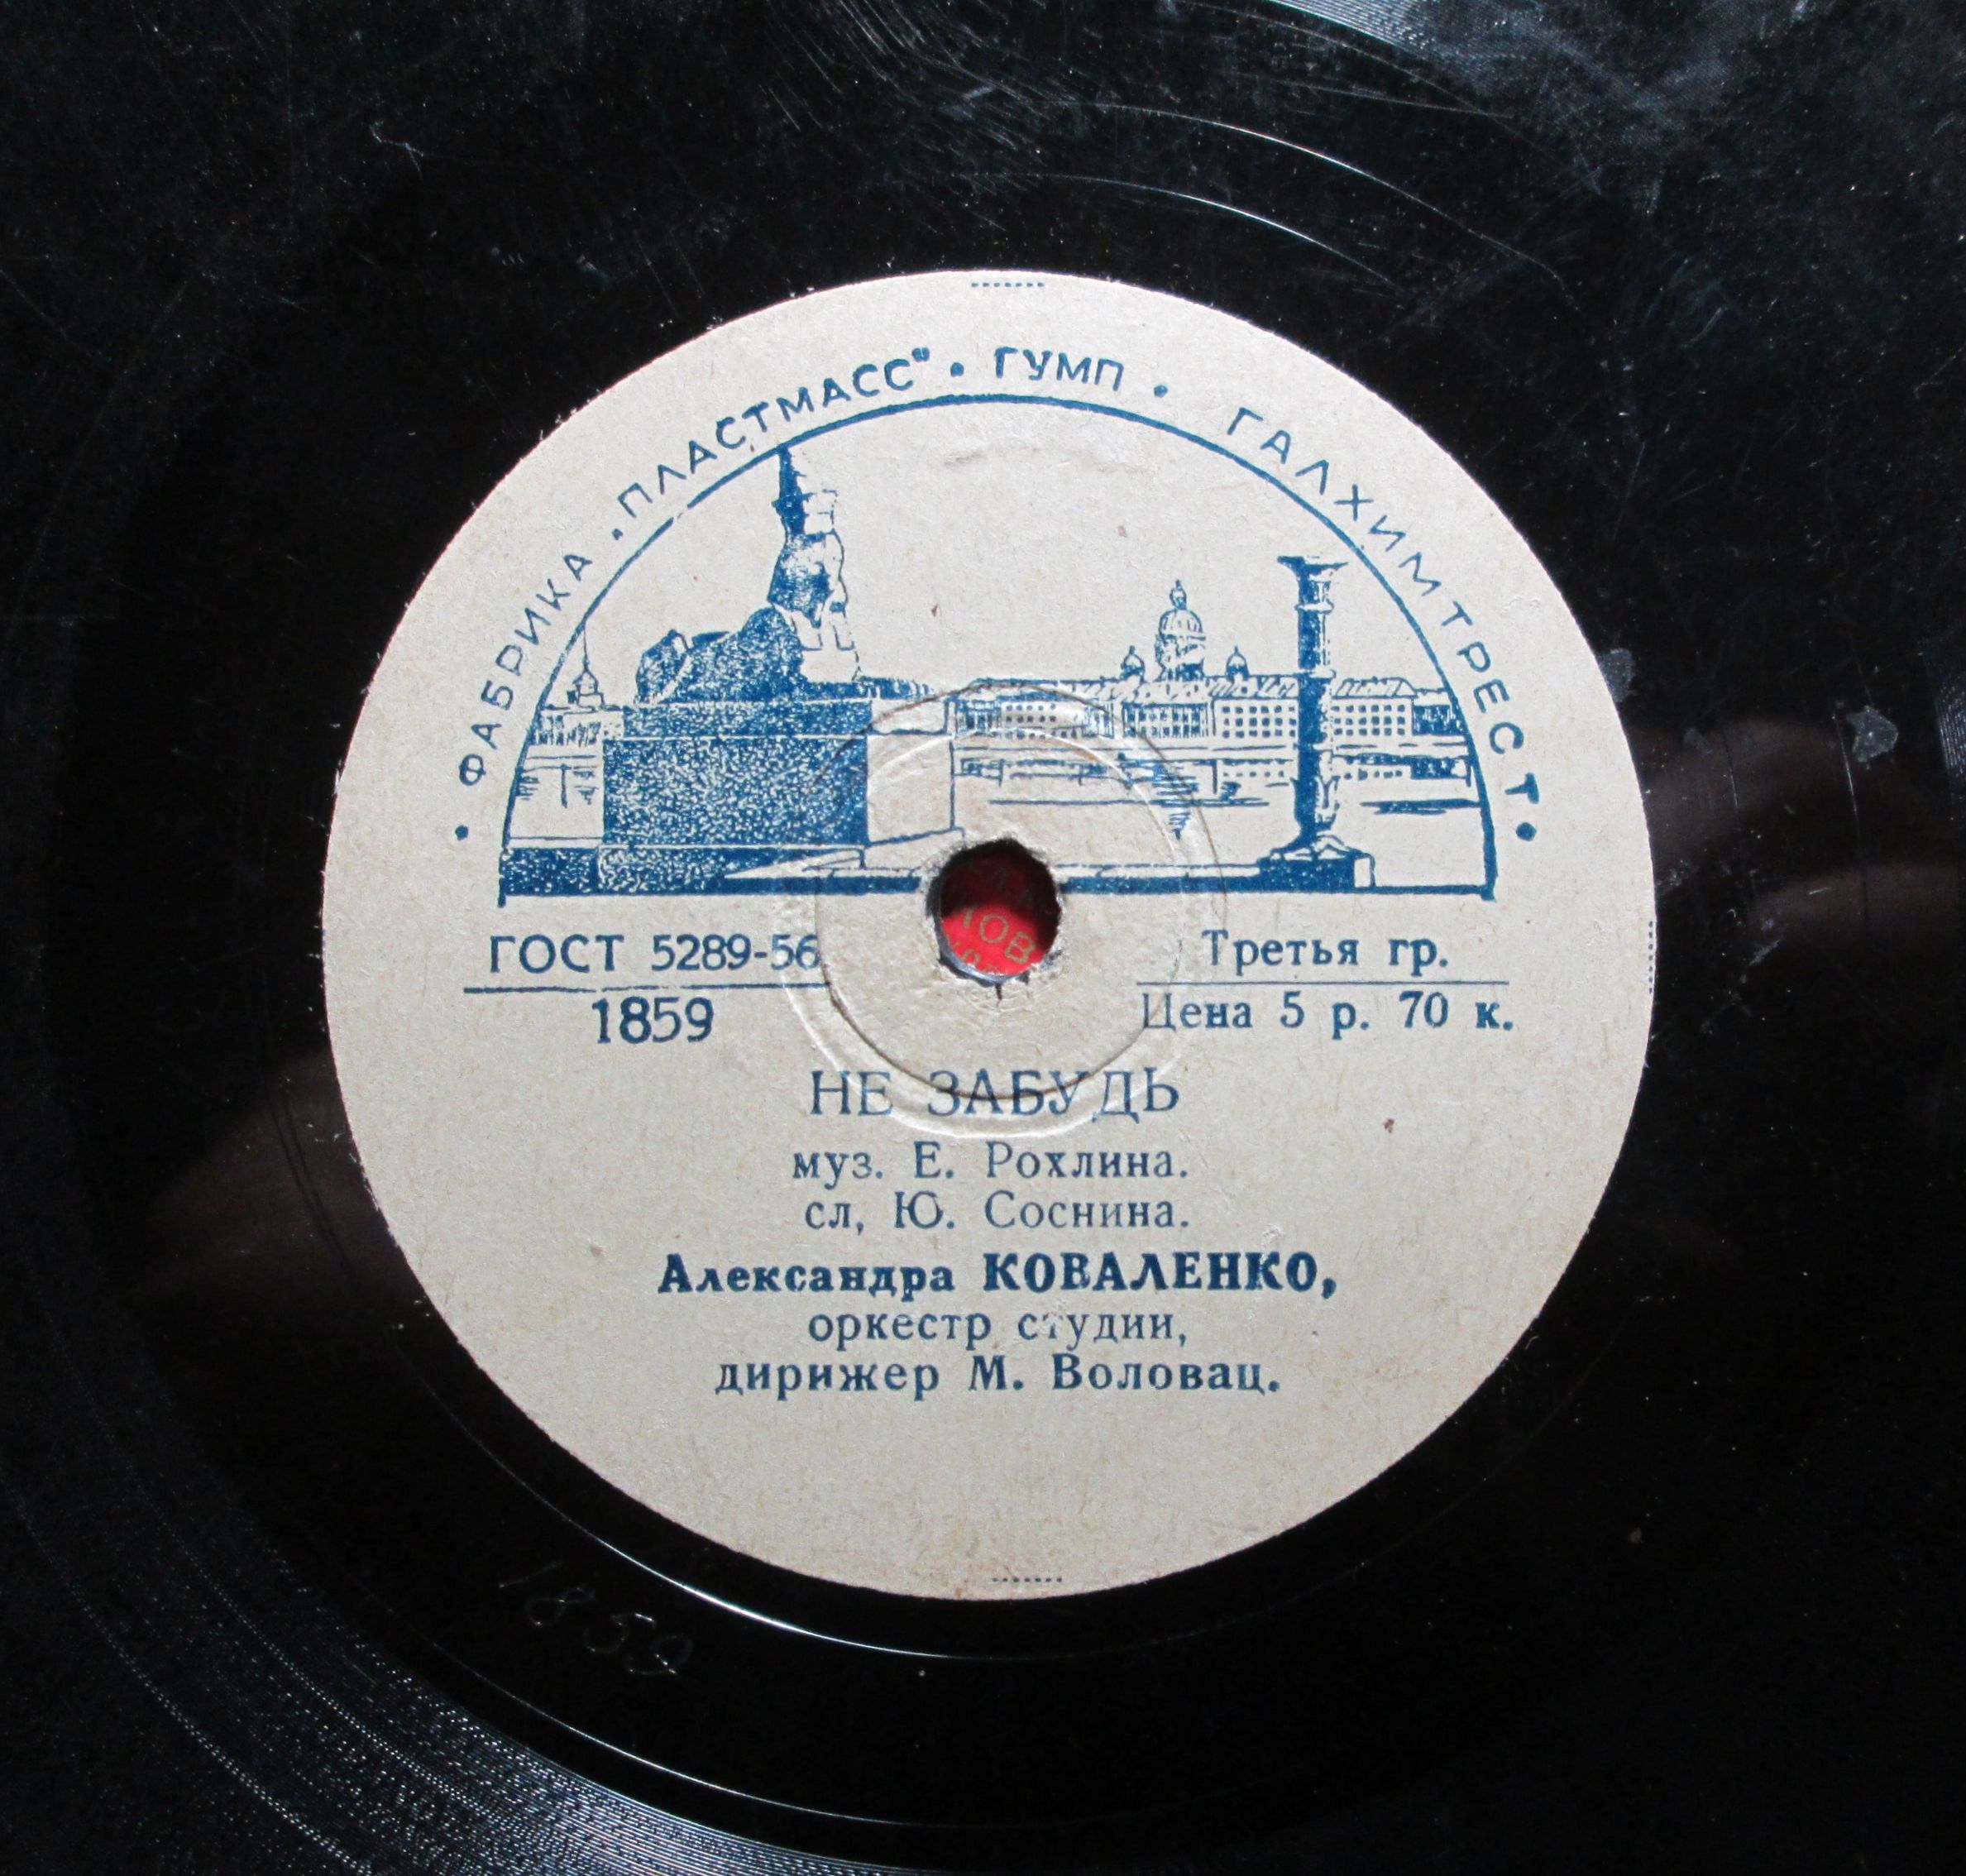 • ФАБРИКА „ПЛАСТМАСС" • ГУМП • ГАЛХИМТРЕСТ •
ГОСТ 5289-56
1859
Третья гр.
Цена 5 р. 70 к.
НЕ ЗАБУДЬ
муз. Е. Рохлина.
сл, Ю. Соснина.
Александра КОВАЛЕНКО,
оркестр студии,
дирижер М. Воловац.
1859